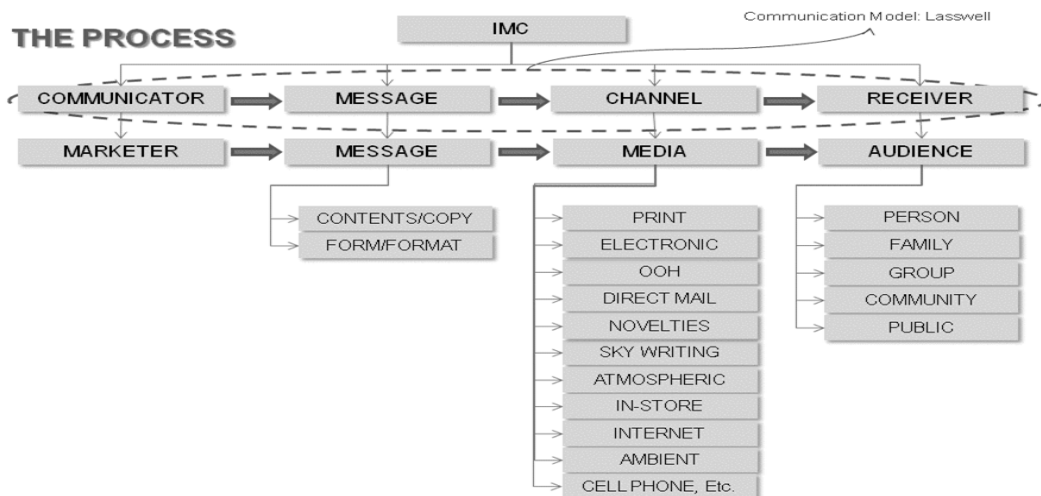 Communication Model: Lasswell
THE PROCESS
IMC
COMMUNICATOR
MESSAGE
CHANNEL
RECEIVER
MARKETER
MESSAGE
MEDIA
AUDIENCE
CONTENTS/COPY
FORM/FORMAT
PRINT
ELECTRONIC
OOH
DIRECT MAIL
NOVELTIES
SKY WRITING
ATMOSPHERIC
IN-STORE
INTERNET
AMBIENT
CELL PHONE, Etc.
PERSON
FAMILY
GROUP
COMMUNITY
PUBLIC